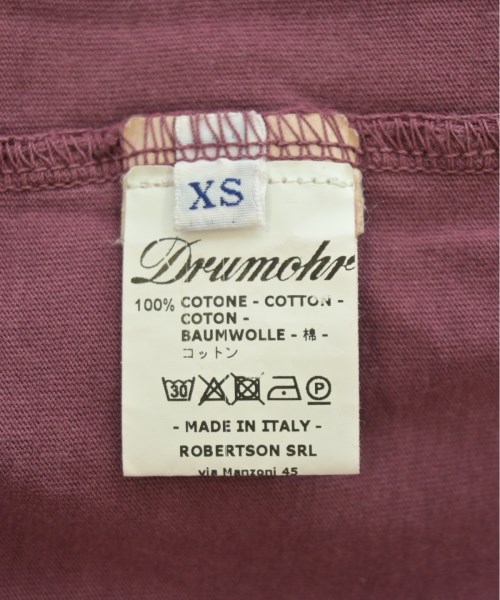 XS
Drumohr
100% COTONE - COTTON -
COTON -
BAUMWOLLE - 棉 -
コットン
30 P
- MADE IN ITALY -
ROBERTSON SRL
via Manzoni 45